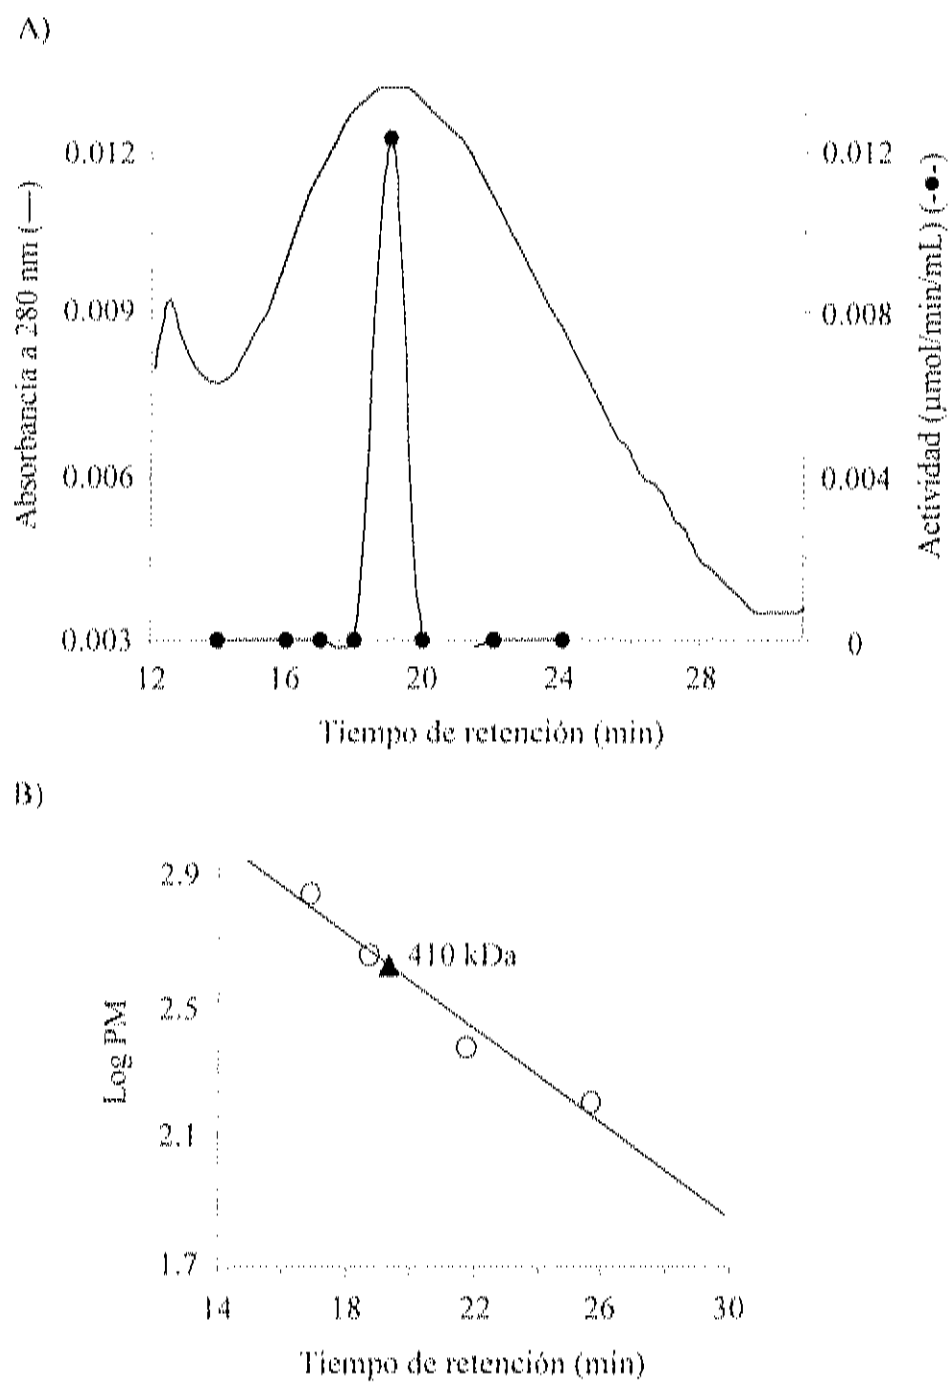 A)
Absorbancia a 280 nm (—)
0.012
0.009
0.006
0.003
Actividad (µmol/min/mL) (-●-)
0.012
0.008
0.004
0
12 16 20 24 28
Tiempo de retención (min)
B)
Log PM
2.9
2.5
2.1
1.7
410 kDa
14 18 22 26 30
Tiempo de retención (min)